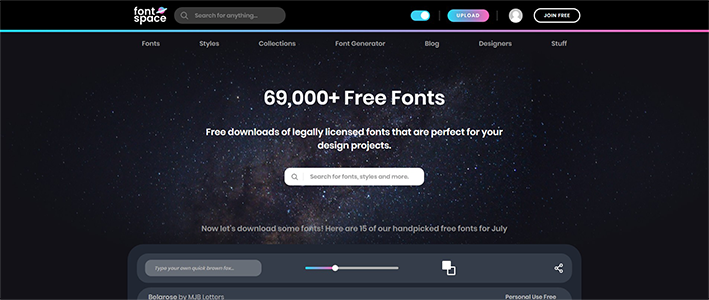 font
space
Search for anything...
UPLOAD
JOIN FREE
Fonts
Styles
Collections
Font Generator
Blog
Designers
Stuff
69,000+ Free Fonts
Free downloads of legally licensed fonts that are perfect for your
design projects.
Search for fonts, styles and more.
Now let's download some fonts! Here are 15 of our handpicked free fonts for July
Type your own quick brown fox...
Belarose by MJB Letters
Personal Use Free